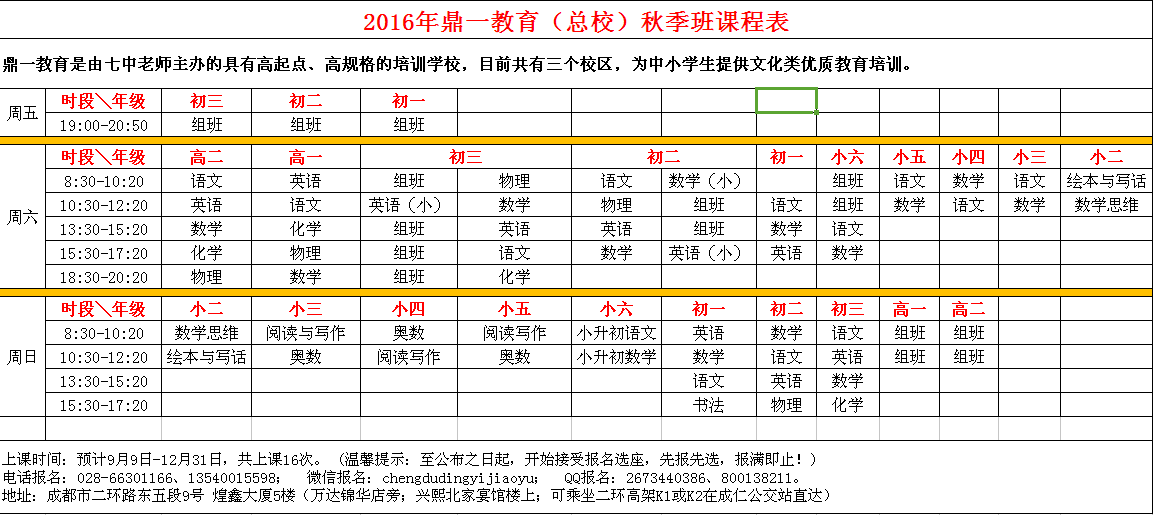 2016年鼎一教育（总校）秋季班课程表
鼎一教育是由七中老师主办的具有高起点、高规格的培训学校，目前共有三个校区，为中小学生提供文化类优质教育培训。
周五
时段＼年级 初三 初二 初一
19:00-20:50 组班 组班 组班
周六
时段＼年级 高二 高一 初三 初二 初一 小六 小五 小四 小三 小二
8:30-10:20 语文 英语 组班 物理 语文 数学（小） 组班 语文 数学 语文 绘本与写话
10:30-12:20 英语 语文 英语（小） 数学 物理 组班 语文 组班 数学 语文 数学 数学思维
13:30-15:20 数学 化学 组班 英语 英语 组班 数学 语文
15:30-17:20 化学 物理 组班 语文 数学 英语（小） 英语 数学
18:30-20:20 物理 数学 组班 化学
周日
时段＼年级 小二 小三 小四 小五 小六 初一 初二 初三 高一 高二
8:30-10:20 数学思维 阅读与写作 奥数 阅读写作 小升初语文 英语 数学 语文 组班 组班
10:30-12:20 绘本与写话 奥数 阅读写作 奥数 小升初数学 数学 语文 英语 组班 组班
13:30-15:20 语文 英语 数学
15:30-17:20 书法 物理 化学
上课时间：预计9月9日-12月31日，共上课16次。（温馨提示：至公布之日起，开始接受报名选座，先报先选，报满即止！）
电话报名：028-66301166、13540015598； 微信报名：chengdudingyijiaoyu； QQ报名：2673440386、800138211。
地址：成都市二环路东五段9号 煌鑫大厦5楼（万达锦华店旁；兴熙北家宴馆楼上；可乘坐二环高架K1或K2在成仁公交站直达）